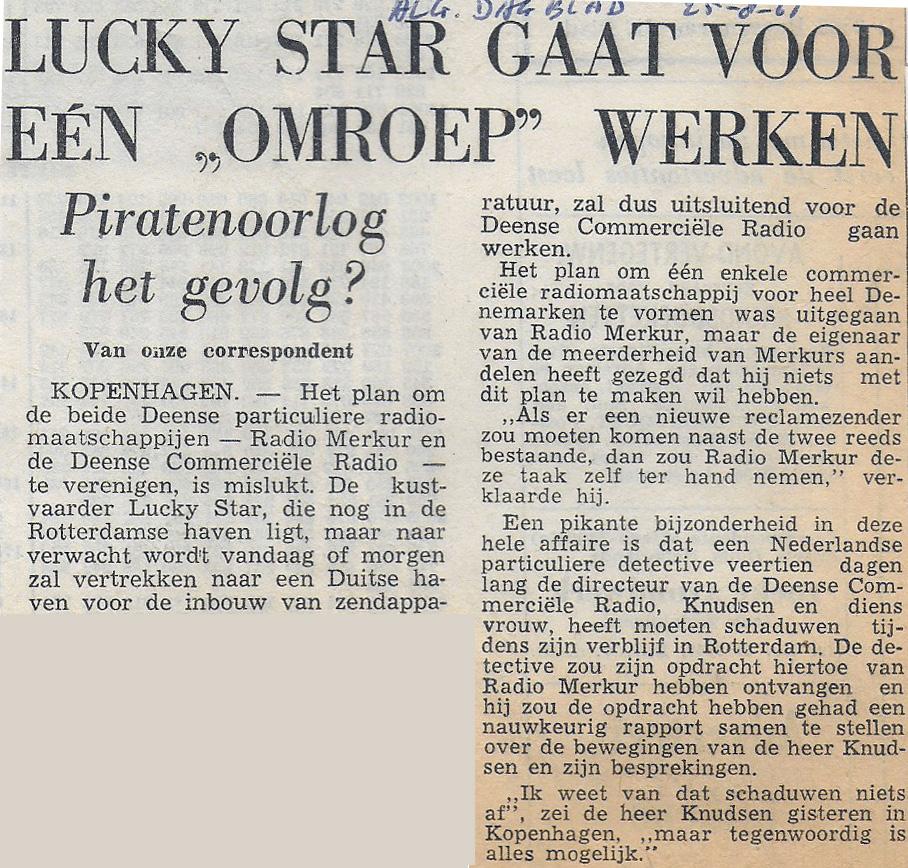 ALG. DAGBLAD 25-8-61
LUCKY STAR GAAT VOOR
EÉN „OMROEP” WERKEN
Piratenoorlog
het gevolg?
Van onze correspondent
KOPENHAGEN. — Het plan om
de beide Deense particuliere radio-
maatschappijen — Radio Merkur en
de Deense Commerciële Radio —
te verenigen, is mislukt. De kust-
vaarder Lucky Star, die nog in de
Rotterdamse haven ligt, maar naar
verwacht wordt vandaag of morgen
zal vertrekken naar een Duitse ha-
ven voor de inbouw van zendappa-
ratuur, zal dus uitsluitend voor de
Deense Commerciële Radio gaan
werken.
Het plan om één enkele commer-
ciële radiomaatschappij voor heel De-
nemarken te vormen was uitgegaan
van Radio Merkur, maar de eigenaar
van de meerderheid van Merkurs aan-
delen heeft gezegd dat hij niets met
dit plan te maken wil hebben.
„Als er een nieuwe reclamezender
zou moeten komen naast de twee reeds
bestaande, dan zou Radio Merkur de-
ze taak zelf ter hand nemen,” ver-
klaarde hij.
Een pikante bijzonderheid in deze
hele affaire is dat een Nederlandse
particuliere detective veertien dagen
lang de directeur van de Deense Com-
merciële Radio, Knudsen en diens
vrouw, heeft moeten schaduwen tij-
dens zijn verblijf in Rotterdam. De de-
tective zou zijn opdracht hiertoe van
Radio Merkur hebben ontvangen en
hij zou de opdracht hebben gehad een
nauwkeurig rapport samen te stellen
over de bewegingen van de heer Knud-
sen en zijn besprekingen.
„Ik weet van dat schaduwen niets
af”, zei de heer Knudsen gisteren in
Kopenhagen, „maar tegenwoordig is
alles mogelijk.”